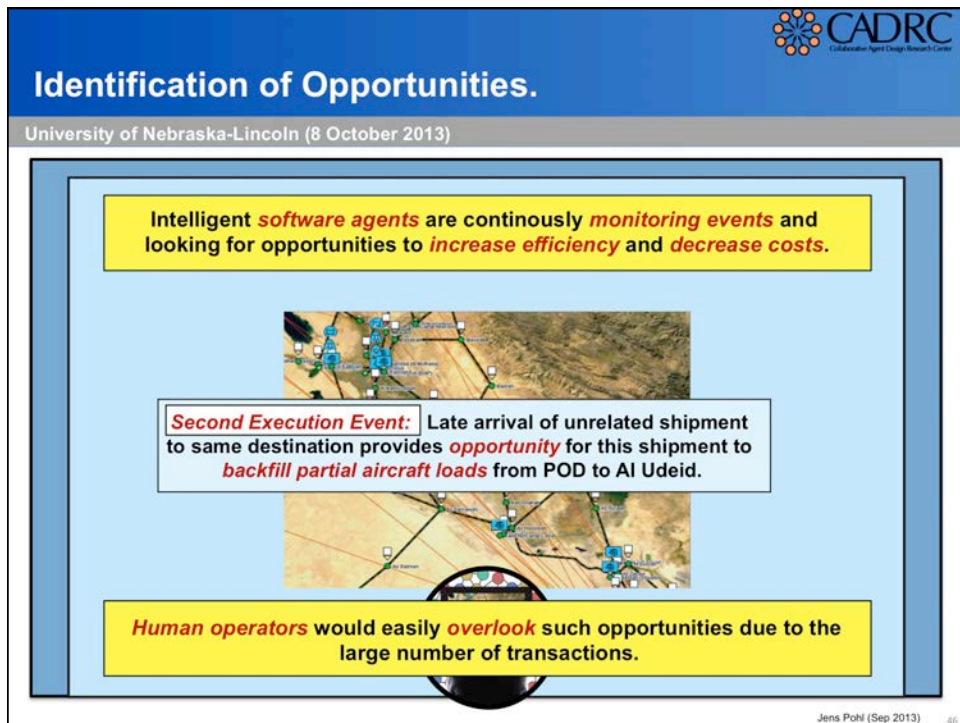 CADRC
Collaborative Agent Design Research Center
Identification of Opportunities.
University of Nebraska-Lincoln (8 October 2013)
Intelligent software agents are continously monitoring events and
looking for opportunities to increase efficiency and decrease costs.
Second Execution Event: Late arrival of unrelated shipment
to same destination provides opportunity for this shipment to
backfill partial aircraft loads from POD to Al Udeid.
Human operators would easily overlook such opportunities due to the
large number of transactions.
Jens Pohl (Sep 2013)
46